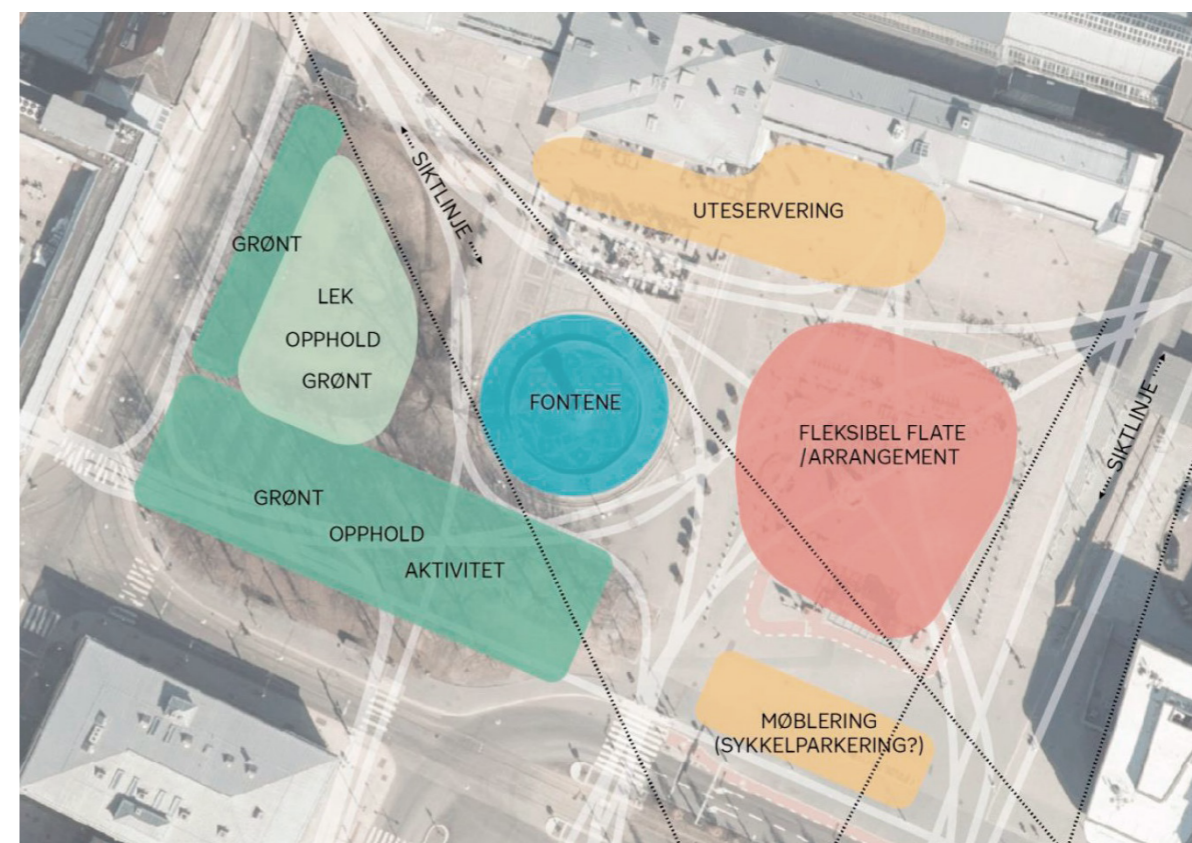 SIKTLINJE
UTESERVERING
GRØNT
LEK
OPPHOLD
GRØNT
FONTENE
FLEKSIBEL FLATE
/ARRANGEMENT
SIKTLINJE
GRØNT
OPPHOLD
AKTIVITET
MØBLERING
(SYKKELPARKERING?)